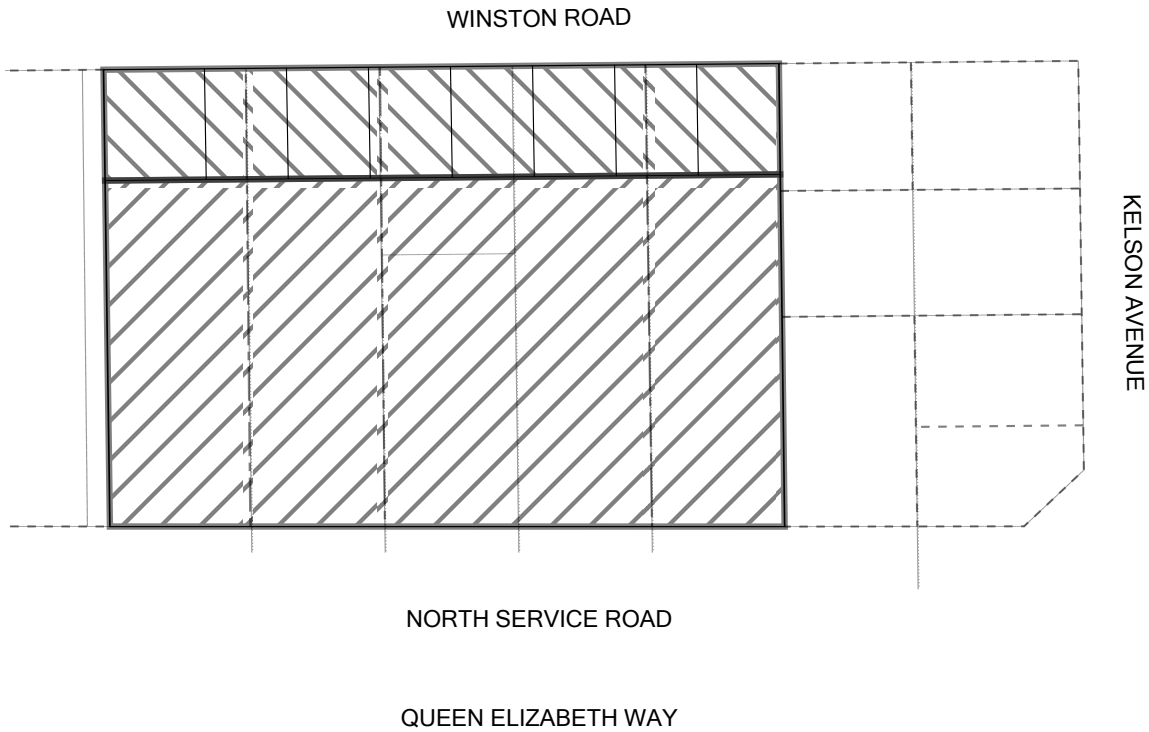 WINSTON ROAD
KELSON AVENUE
NORTH SERVICE ROAD
QUEEN ELIZABETH WAY